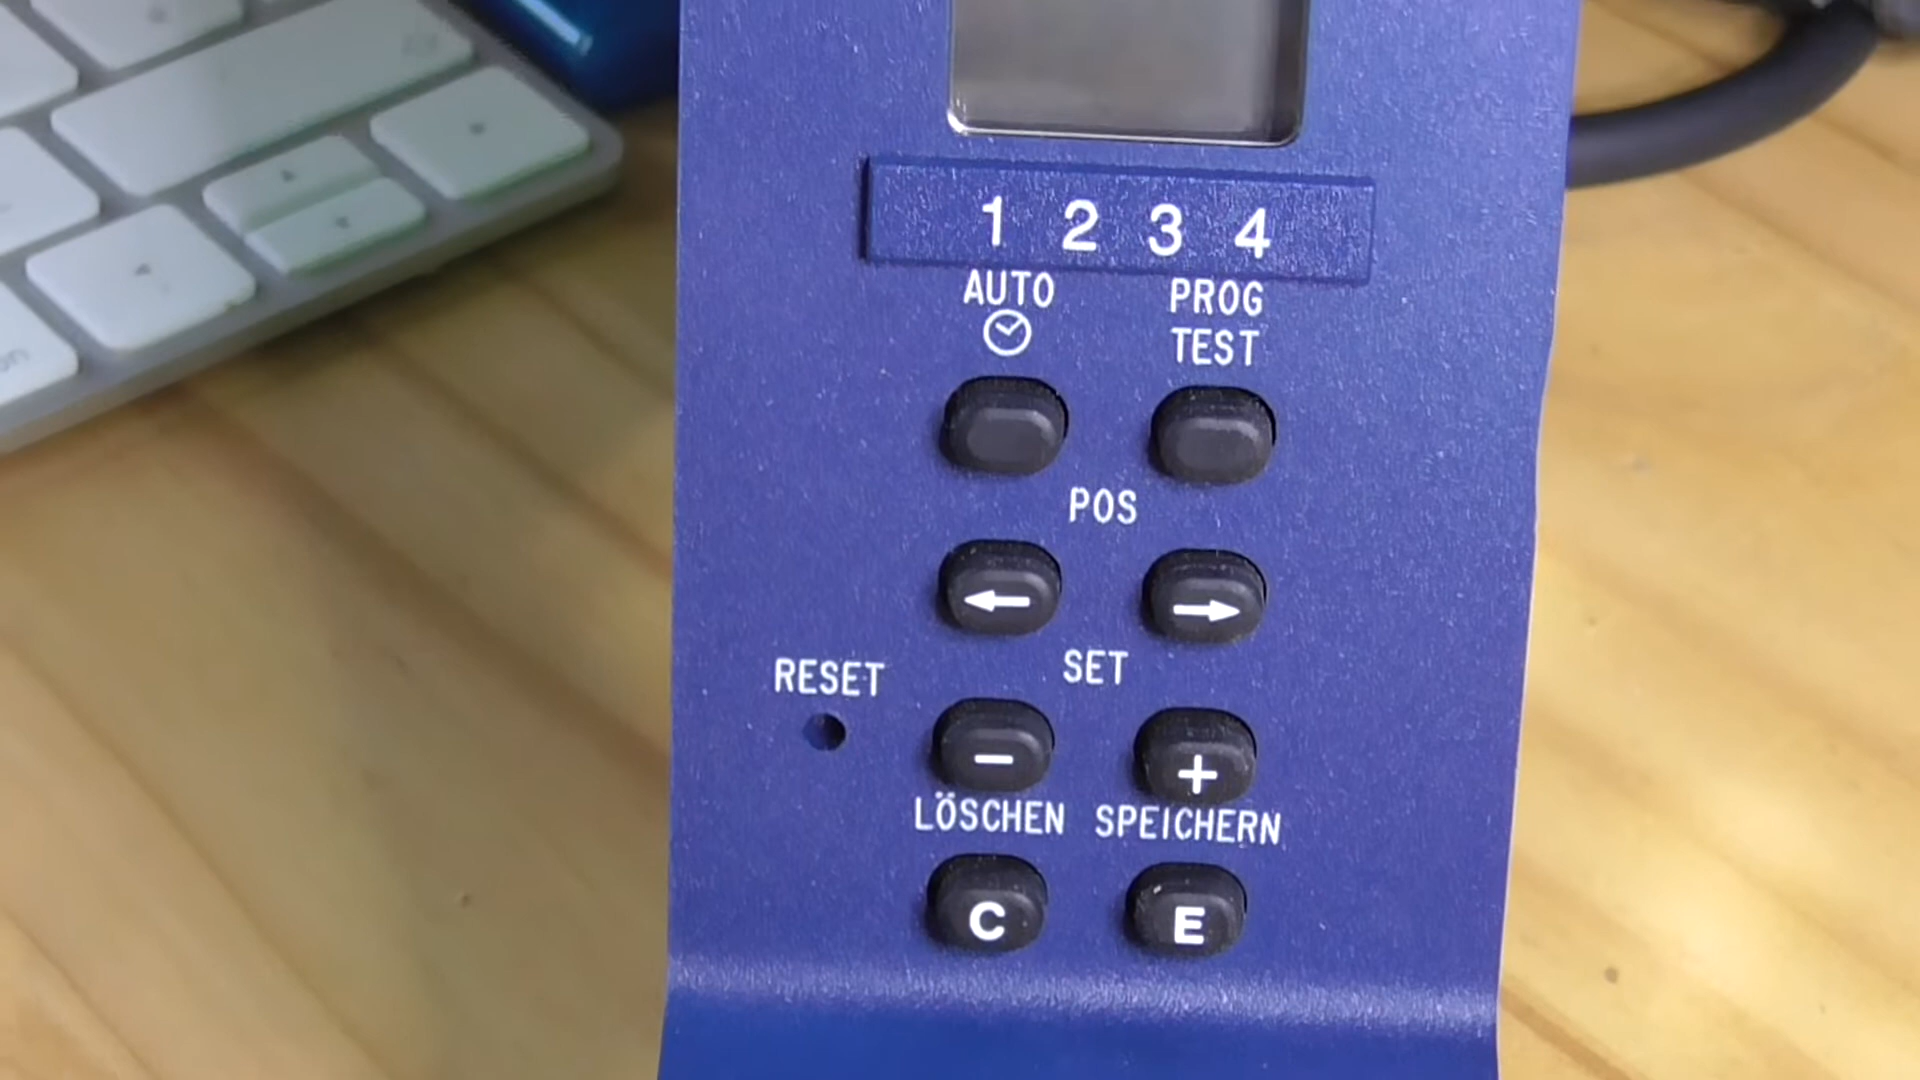 1 2 3 4
AUTO PROG
TEST
POS
← →
SET
RESET
- +
LÖSCHEN SPEICHERN
C E